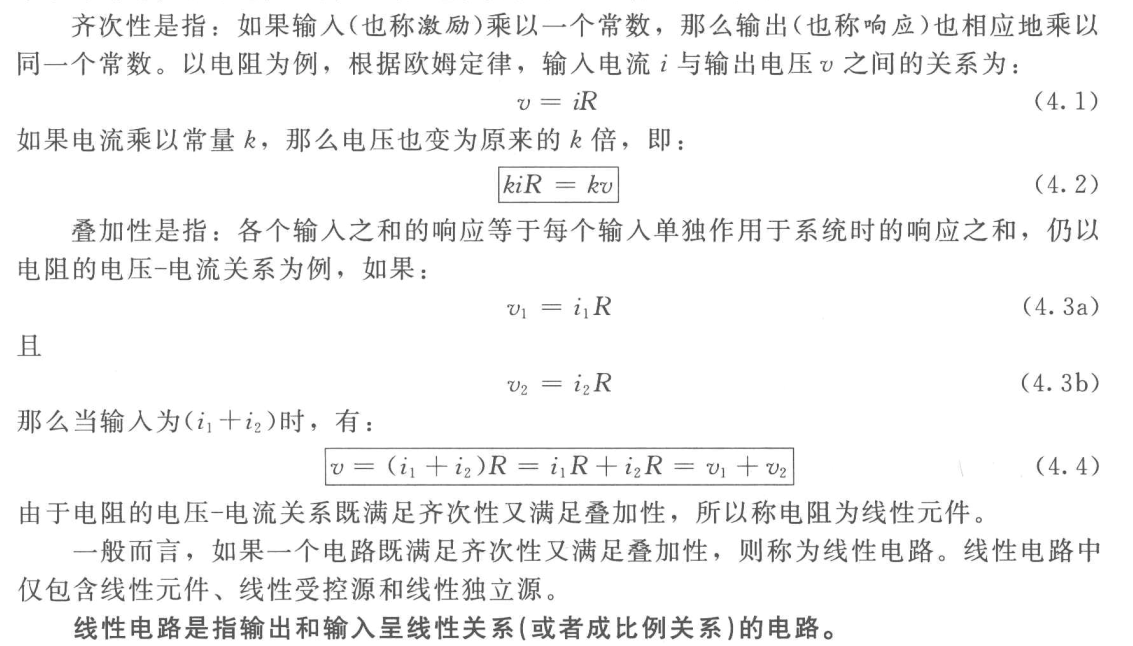 齐次性是指：如果输入(也称激励)乘以一个常数，那么输出(也称响应)也相应地乘以
同一个常数。以电阻为例，根据欧姆定律，输入电流 i 与输出电压 v 之间的关系为：
v = iR (4.1)
如果电流乘以常量 k，那么电压也变为原来的 k 倍，即：
kiR = kv (4.2)
叠加性是指：各个输入之和的响应等于每个输入单独作用于系统时的响应之和，仍以
电阻的电压-电流关系为例，如果：
v₁ = i₁R (4.3a)
且
v₂ = i₂R (4.3b)
那么当输入为(i₁+i₂)时，有：
v = (i₁ + i₂)R = i₁R + i₂R = v₁ + v₂ (4.4)
由于电阻的电压-电流关系既满足齐次性又满足叠加性，所以称电阻为线性元件。
一般而言，如果一个电路既满足齐次性又满足叠加性，则称为线性电路。线性电路中
仅包含线性元件、线性受控源和线性独立源。
线性电路是指输出和输入呈线性关系(或者成比例关系)的电路。